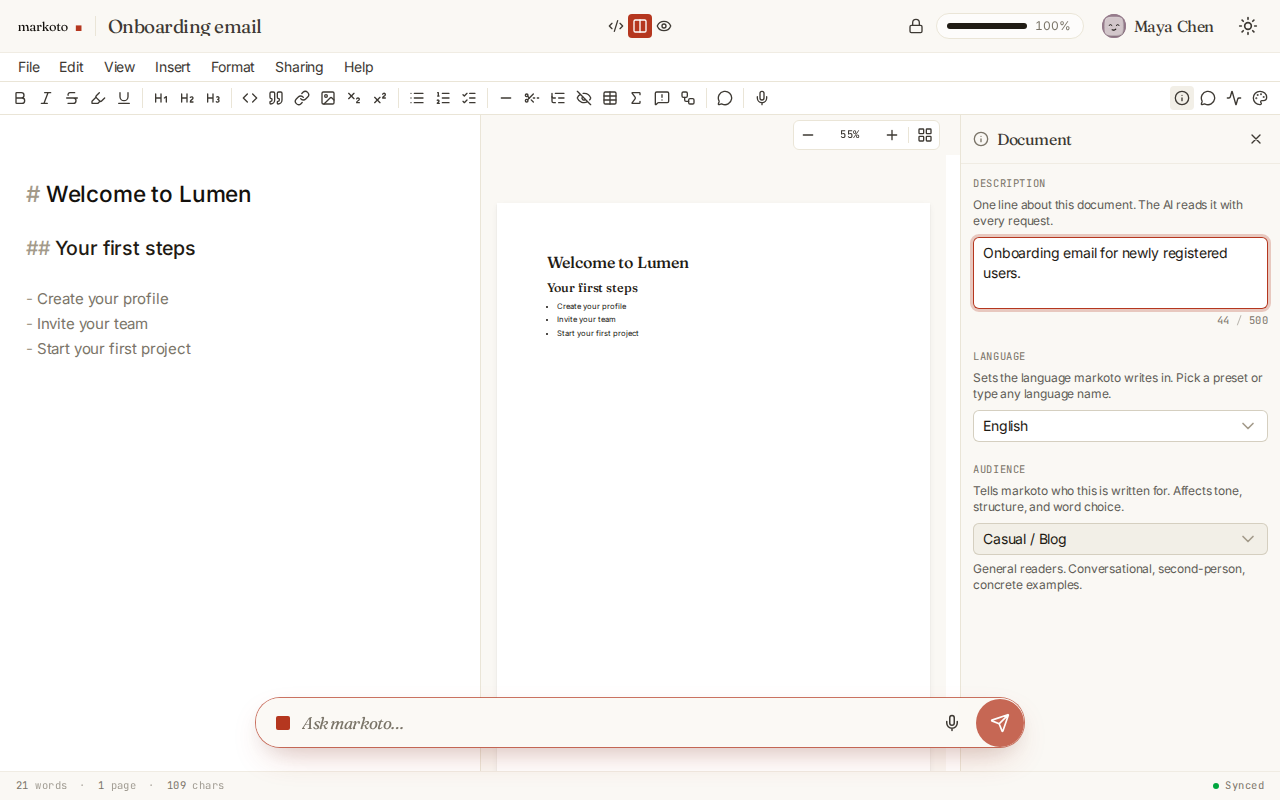 markoto
Onboarding email
100%
Maya Chen
File Edit View Insert Format Sharing Help
H1 H2 H3
55%
# Welcome to Lumen
## Your first steps
- Create your profile
- Invite your team
- Start your first project
Welcome to Lumen
Your first steps
• Create your profile
• Invite your team
• Start your first project
Document
DESCRIPTION
One line about this document. The AI reads it with
every request.
Onboarding email for newly registered
users.
44 / 500
LANGUAGE
Sets the language markoto writes in. Pick a preset or
type any language name.
English
AUDIENCE
Tells markoto who this is written for. Affects tone,
structure, and word choice.
Casual / Blog
General readers. Conversational, second-person,
concrete examples.
Ask markoto...
21 words · 1 page · 109 chars
Synced